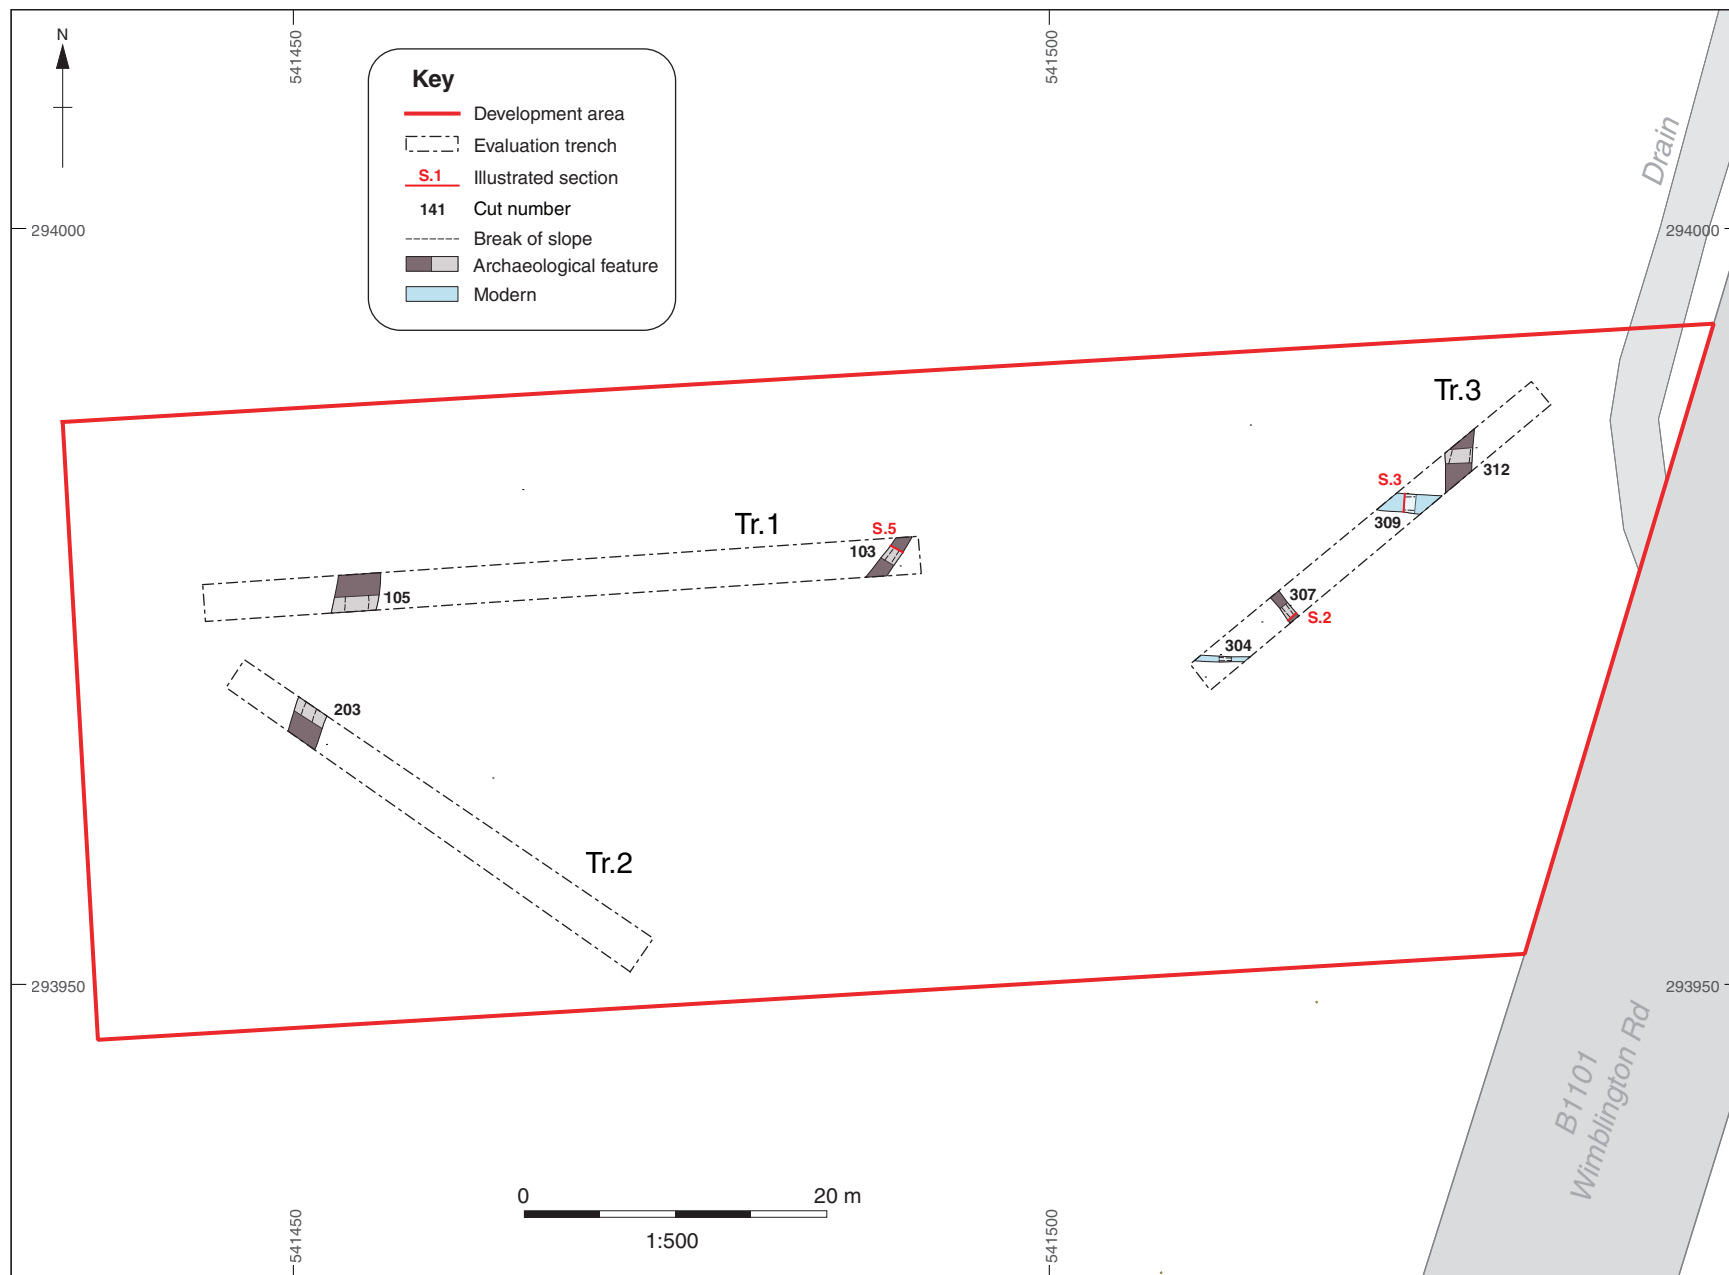 N
541450
541500
Key
Development area
Evaluation trench
S.1 Illustrated section
141 Cut number
Break of slope
Archaeological feature
Modern
Drain
294000
294000
Tr.3
312
S.3
309
Tr.1
S.5
103
105
307
S.2
304
203
Tr.2
293950
293950
B1101
Wimblington Rd
0 20 m
1:500
541450
541500